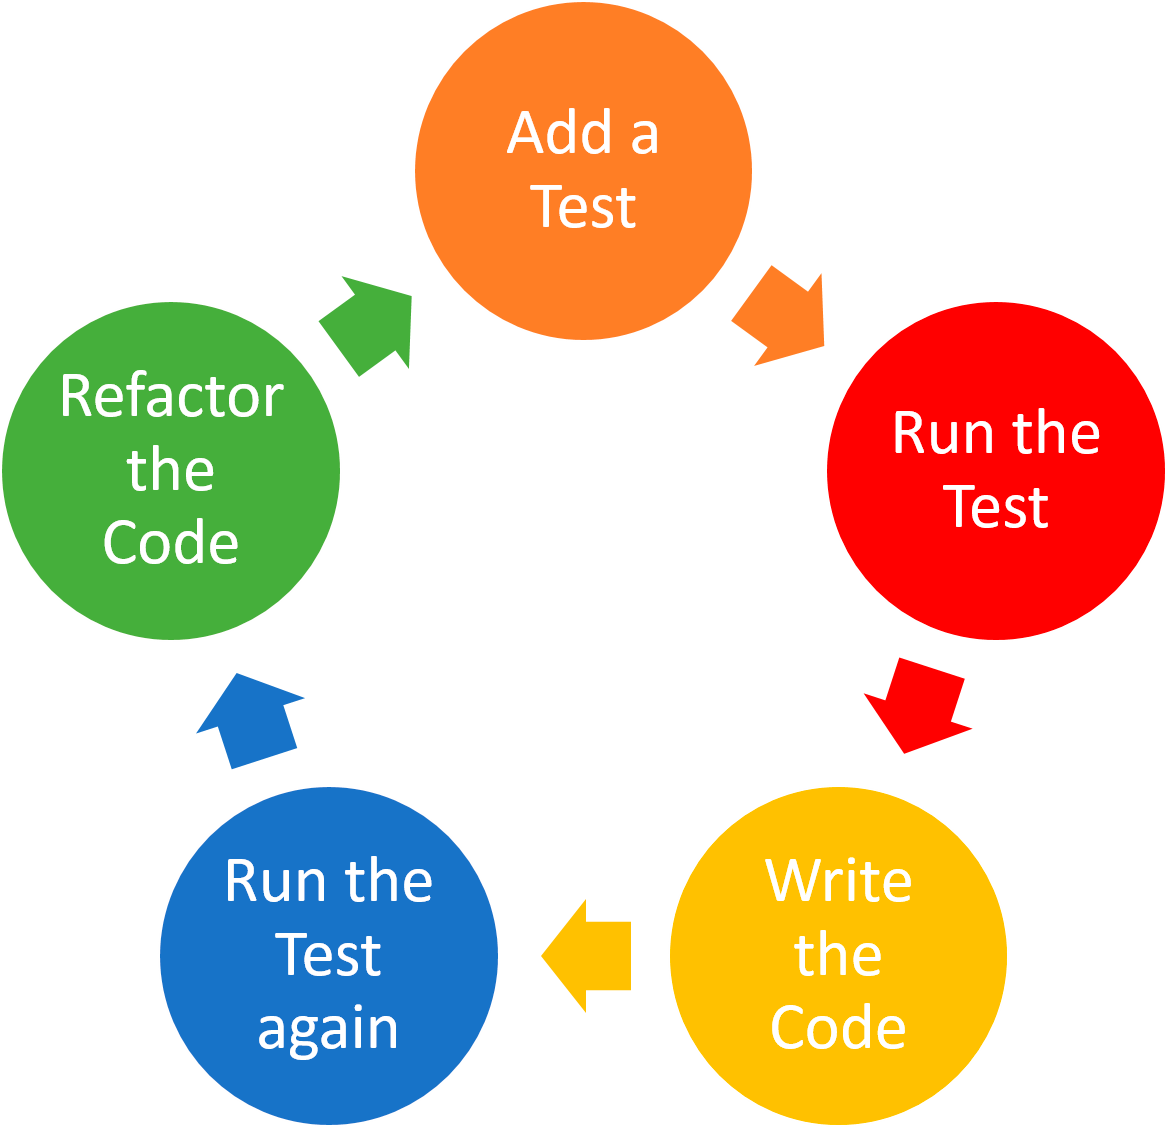 Add a
Test
Run the
Test
Write
the
Code
Run the
Test
again
Refactor
the
Code